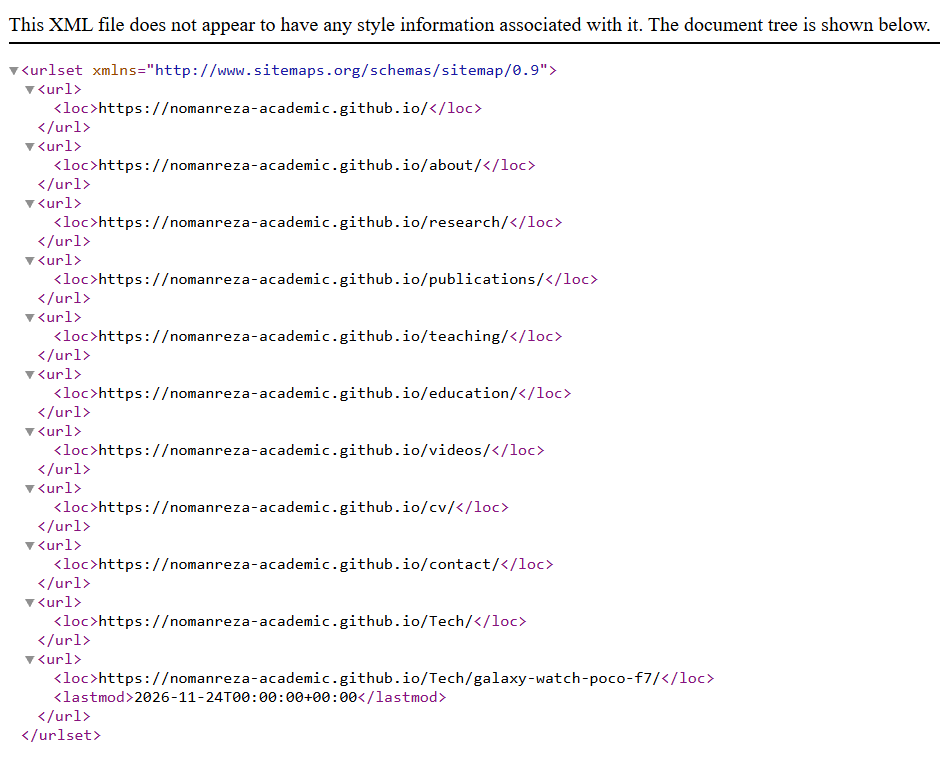 This XML file does not appear to have any style information associated with it. The document tree is shown below.
▼<urlset xmlns="http://www.sitemaps.org/schemas/sitemap/0.9">
▼<url>
<loc>https://nomanreza-academic.github.io/</loc>
</url>
▼<url>
<loc>https://nomanreza-academic.github.io/about/</loc>
</url>
▼<url>
<loc>https://nomanreza-academic.github.io/research/</loc>
</url>
▼<url>
<loc>https://nomanreza-academic.github.io/publications/</loc>
</url>
▼<url>
<loc>https://nomanreza-academic.github.io/teaching/</loc>
</url>
▼<url>
<loc>https://nomanreza-academic.github.io/education/</loc>
</url>
▼<url>
<loc>https://nomanreza-academic.github.io/videos/</loc>
</url>
▼<url>
<loc>https://nomanreza-academic.github.io/cv/</loc>
</url>
▼<url>
<loc>https://nomanreza-academic.github.io/contact/</loc>
</url>
▼<url>
<loc>https://nomanreza-academic.github.io/Tech/</loc>
</url>
▼<url>
<loc>https://nomanreza-academic.github.io/Tech/galaxy-watch-poco-f7/</loc>
<lastmod>2026-11-24T00:00:00+00:00</lastmod>
</url>
</urlset>